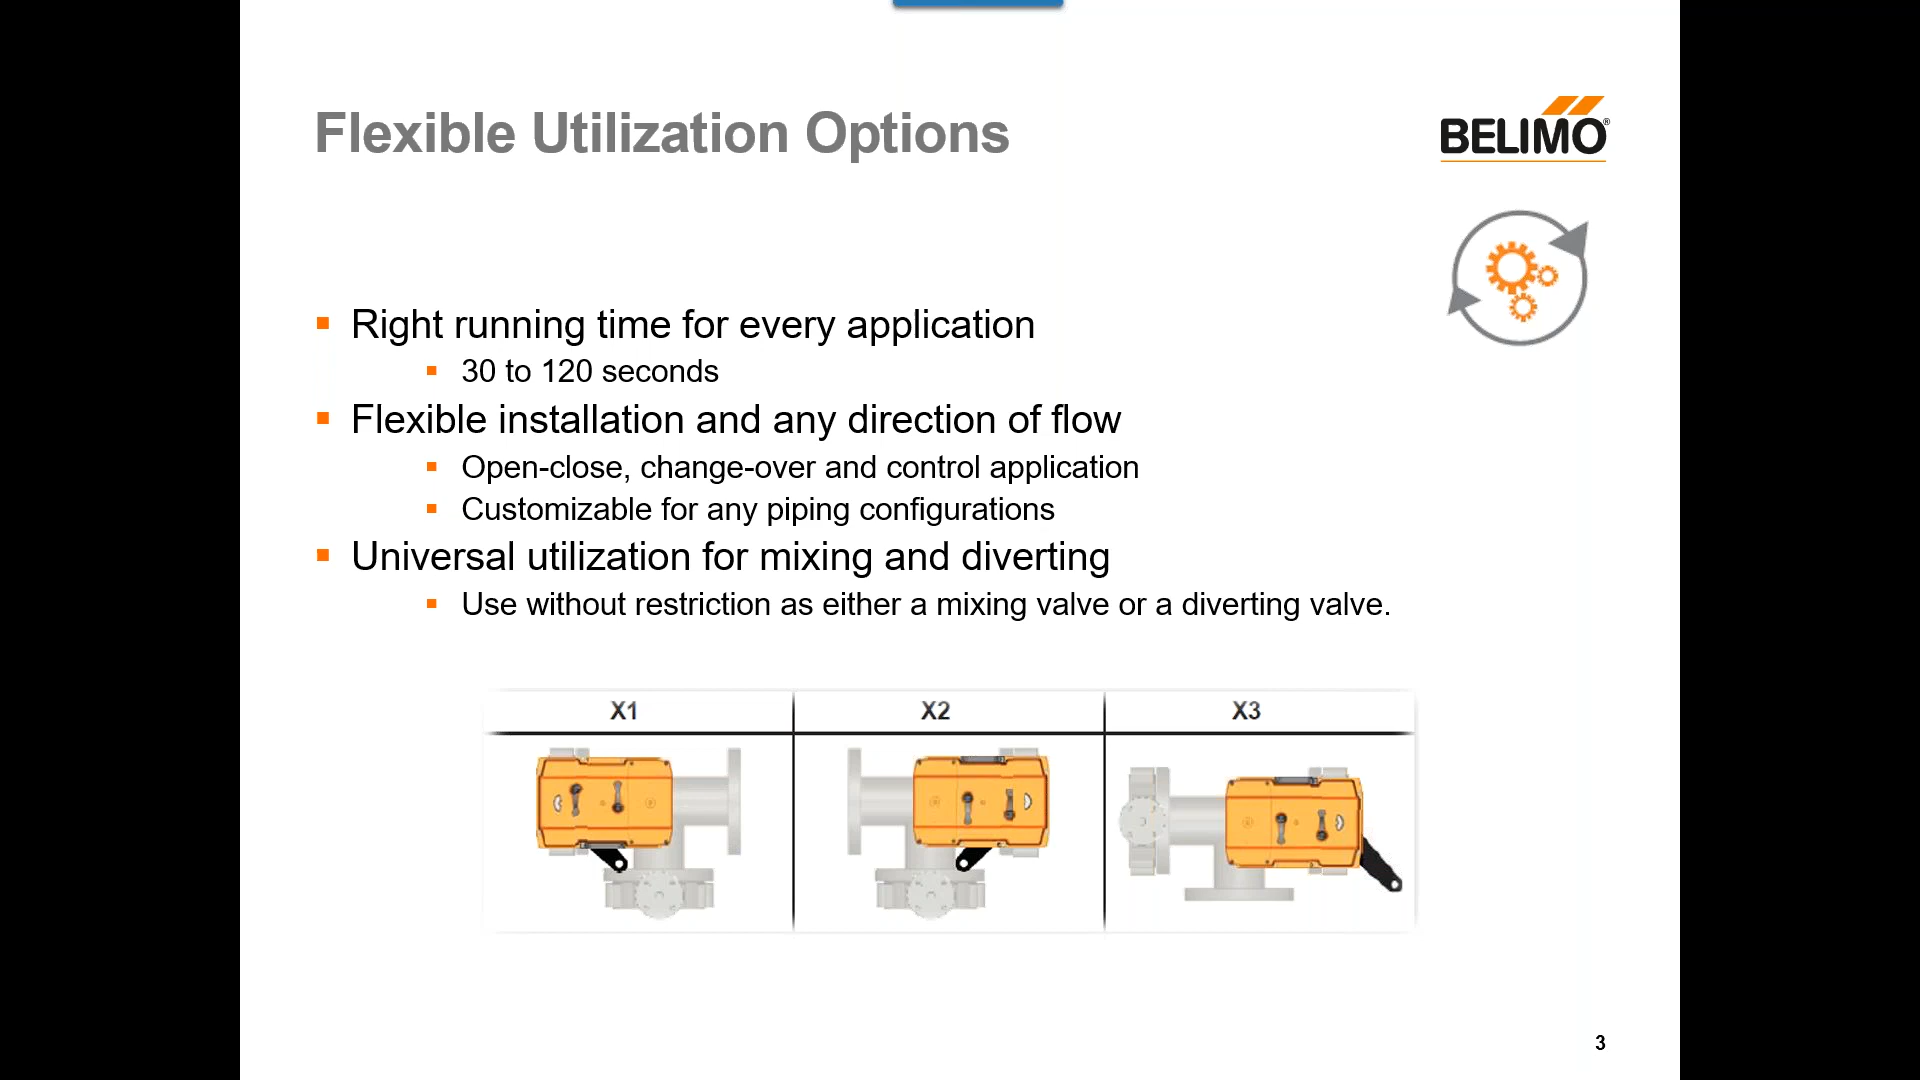 Flexible Utilization Options
BELIMO®
Right running time for every application
30 to 120 seconds
Flexible installation and any direction of flow
Open-close, change-over and control application
Customizable for any piping configurations
Universal utilization for mixing and diverting
Use without restriction as either a mixing valve or a diverting valve.
X1 X2 X3
3